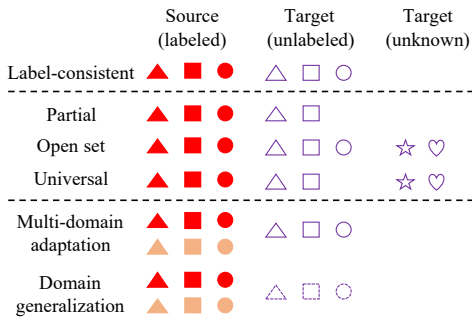 Source Target Target
(labeled) (unlabeled) (unknown)
Label-consistent
Partial
Open set
Universal
Multi-domain
adaptation
Domain
generalization